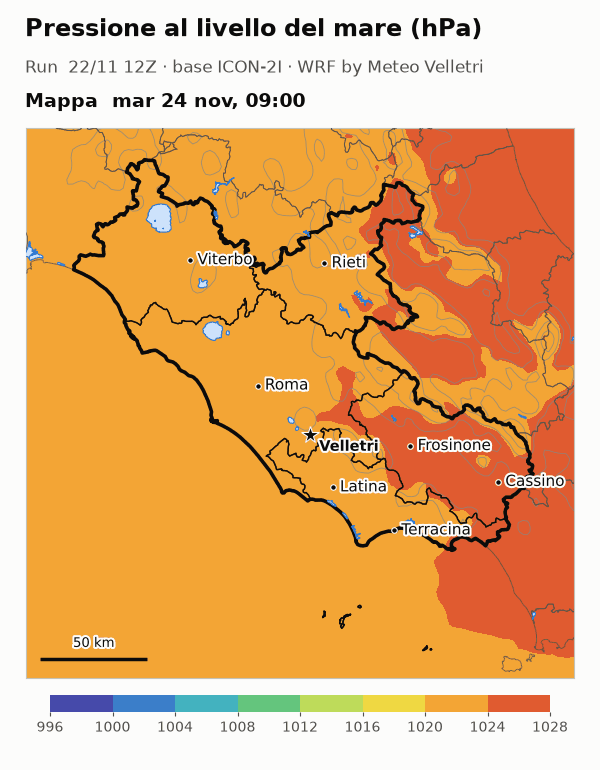 Pressione al livello del mare (hPa)
Run  22/11 12Z · base ICON-2I · WRF by Meteo Velletri
Mappa  mar 24 nov, 09:00
Viterbo
Rieti
Roma
Velletri
Frosinone
Cassino
Latina
Terracina
50 km
996 1000 1004 1008 1012 1016 1020 1024 1028